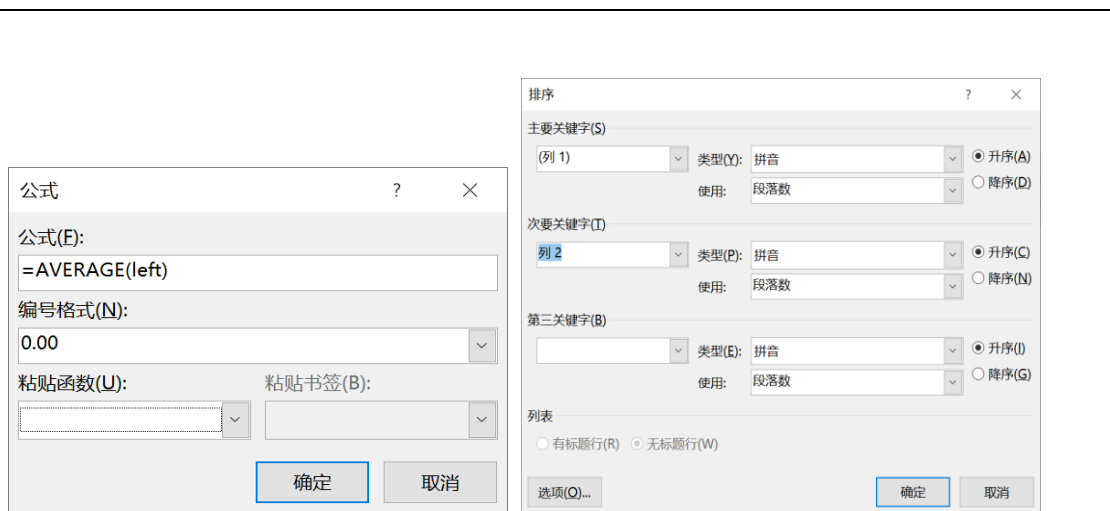 公式 ?
公式(F):
=AVERAGE(left)
编号格式(N):
0.00
粘贴函数(U): 粘贴书签(B):
确定 取消
排序 ?
主要关键字(S)
(列 1) 类型(Y): 拼音 升序(A)
使用: 段落数 降序(D)
次要关键字(T)
列 2 类型(P): 拼音 升序(C)
使用: 段落数 降序(N)
第三关键字(B)
类型(E): 拼音 升序(I)
使用: 段落数 降序(G)
列表
有标题行(R) 无标题行(W)
选项(O)... 确定 取消